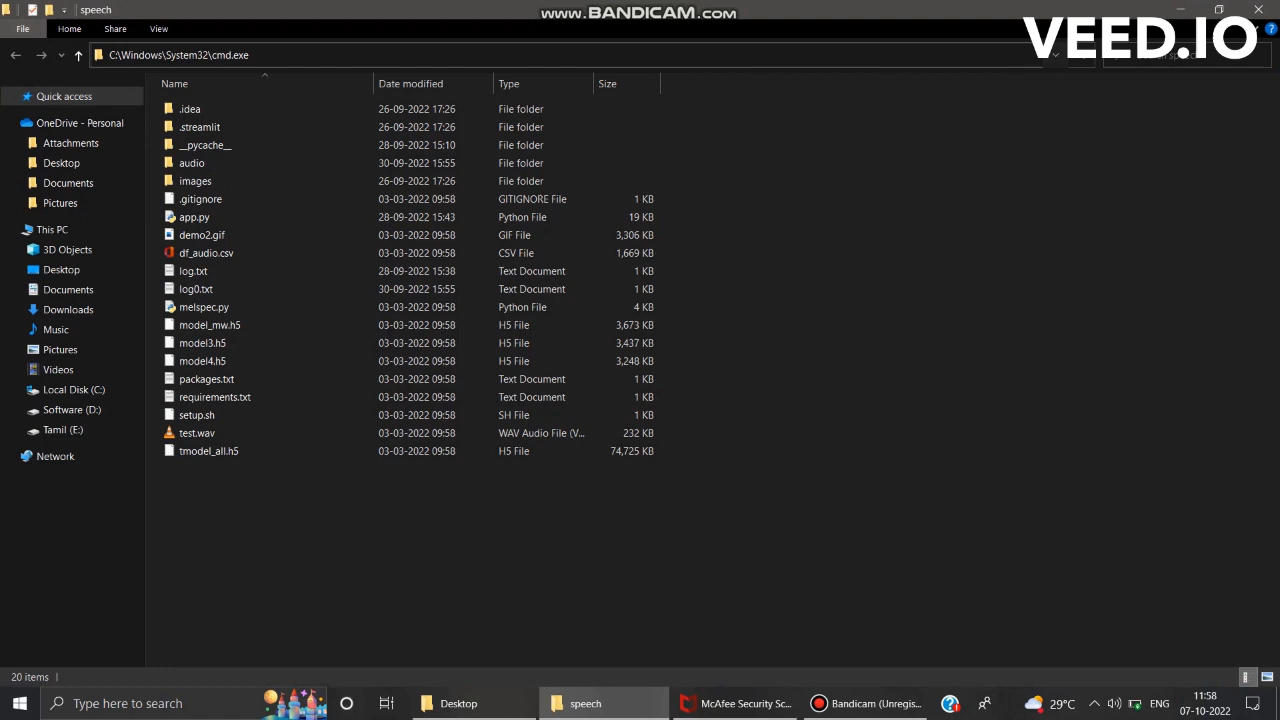 speech
www.BANDICAM.com
VEED.IO
File Home Share View
C:\Windows\System32\cmd.exe
Name Date modified Type Size
Quick access
OneDrive - Personal
Attachments
Desktop
Documents
Pictures
This PC
3D Objects
Desktop
Documents
Downloads
Music
Pictures
Videos
Local Disk (C:)
Software (D:)
Tamil (E:)
Network
.idea 26-09-2022 17:26 File folder
.streamlit 26-09-2022 17:26 File folder
__pycache__ 28-09-2022 15:10 File folder
audio 30-09-2022 15:55 File folder
images 26-09-2022 17:26 File folder
.gitignore 03-03-2022 09:58 GITIGNORE File 1 KB
app.py 28-09-2022 15:43 Python File 19 KB
demo2.gif 03-03-2022 09:58 GIF File 3,306 KB
df_audio.csv 03-03-2022 09:58 CSV File 1,669 KB
log.txt 28-09-2022 15:38 Text Document 1 KB
log0.txt 30-09-2022 15:55 Text Document 1 KB
melspec.py 03-03-2022 09:58 Python File 4 KB
model_mw.h5 03-03-2022 09:58 H5 File 3,673 KB
model3.h5 03-03-2022 09:58 H5 File 3,437 KB
model4.h5 03-03-2022 09:58 H5 File 3,248 KB
packages.txt 03-03-2022 09:58 Text Document 1 KB
requirements.txt 03-03-2022 09:58 Text Document 1 KB
setup.sh 03-03-2022 09:58 SH File 1 KB
test.wav 03-03-2022 09:58 WAV Audio File (V... 232 KB
tmodel_all.h5 03-03-2022 09:58 H5 File 74,725 KB
20 items
Type here to search
Desktop
speech
McAfee Security Sc...
Bandicam (Unregis...
29°C
ENG
11:58
07-10-2022